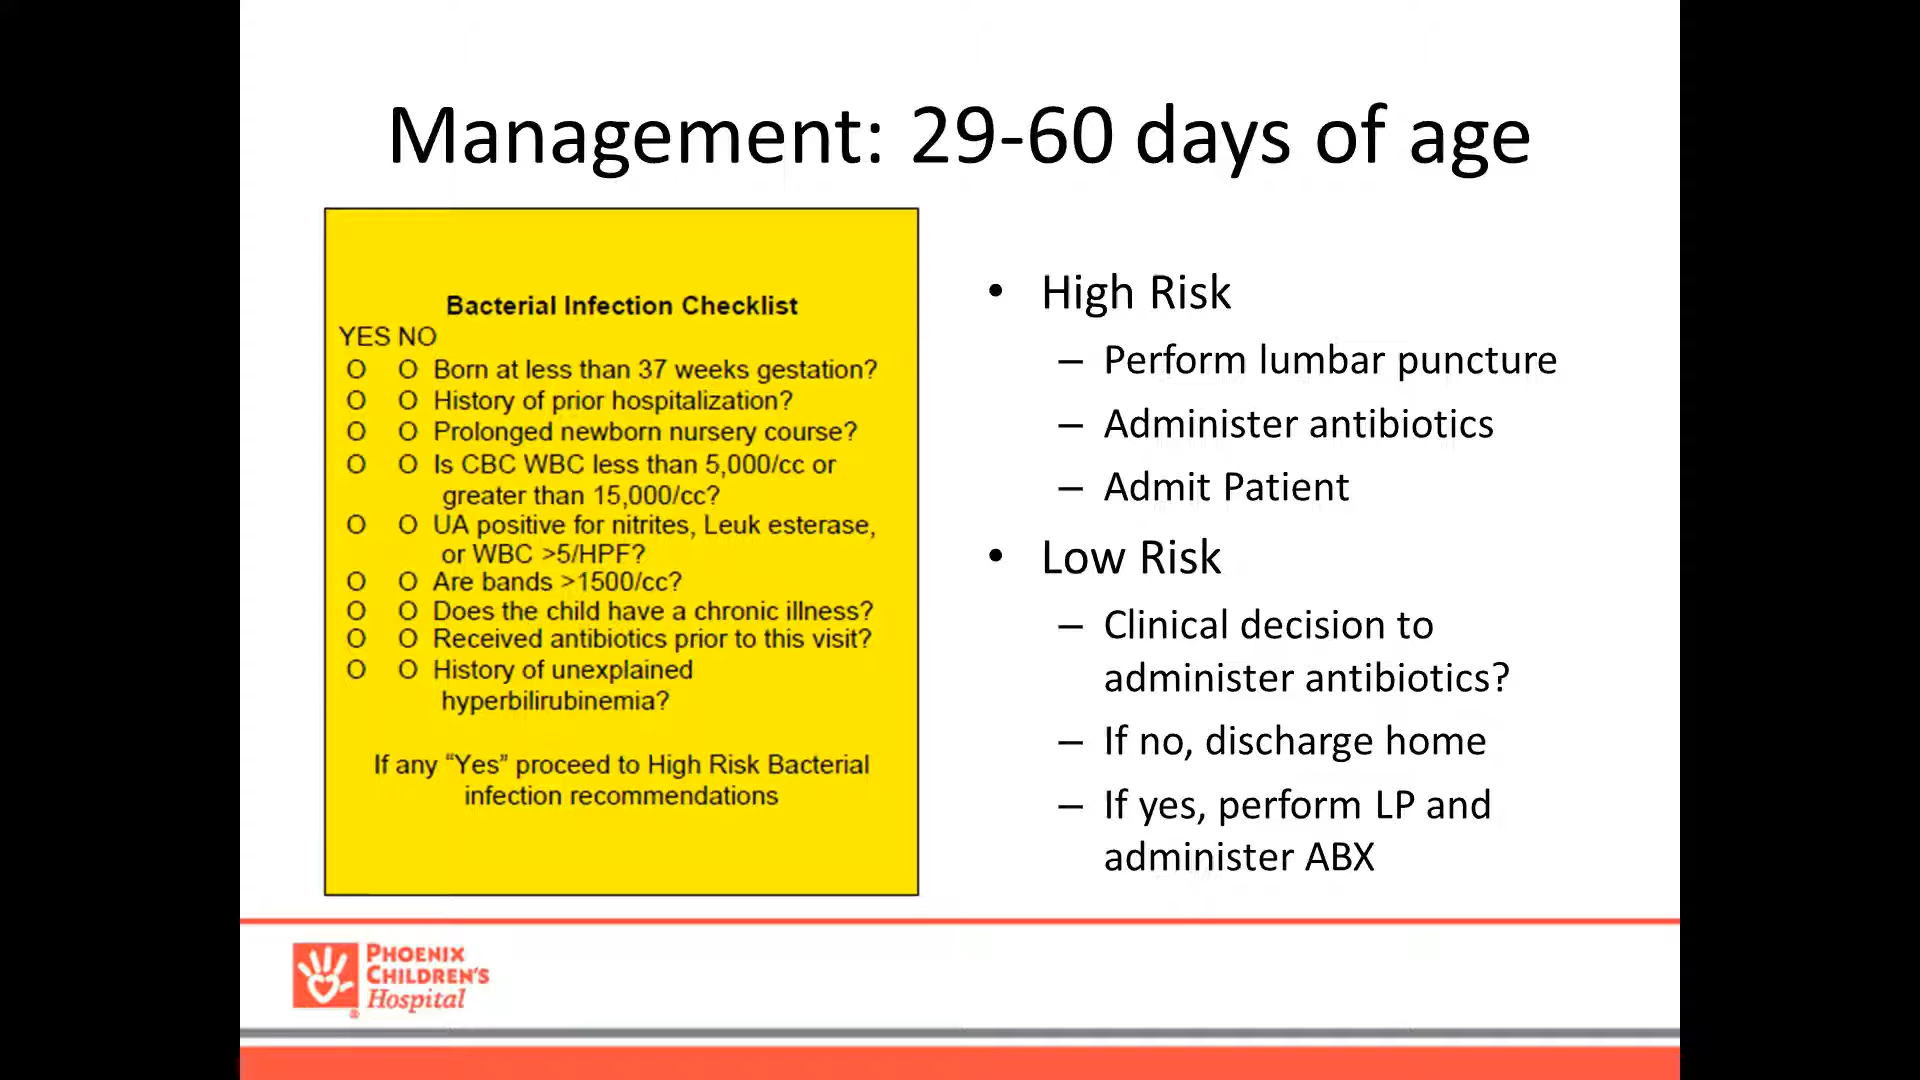 Management: 29-60 days of age
Bacterial Infection Checklist
YES NO
O O Born at less than 37 weeks gestation?
O O History of prior hospitalization?
O O Prolonged newborn nursery course?
O O Is CBC WBC less than 5,000/cc or
greater than 15,000/cc?
O O UA positive for nitrites, Leuk esterase,
or WBC >5/HPF?
O O Are bands >1500/cc?
O O Does the child have a chronic illness?
O O Received antibiotics prior to this visit?
O O History of unexplained
hyperbilirubinemia?
If any “Yes” proceed to High Risk Bacterial
infection recommendations
• High Risk
– Perform lumbar puncture
– Administer antibiotics
– Admit Patient
• Low Risk
– Clinical decision to
administer antibiotics?
– If no, discharge home
– If yes, perform LP and
administer ABX
PHOENIX
CHILDREN'S
Hospital
®